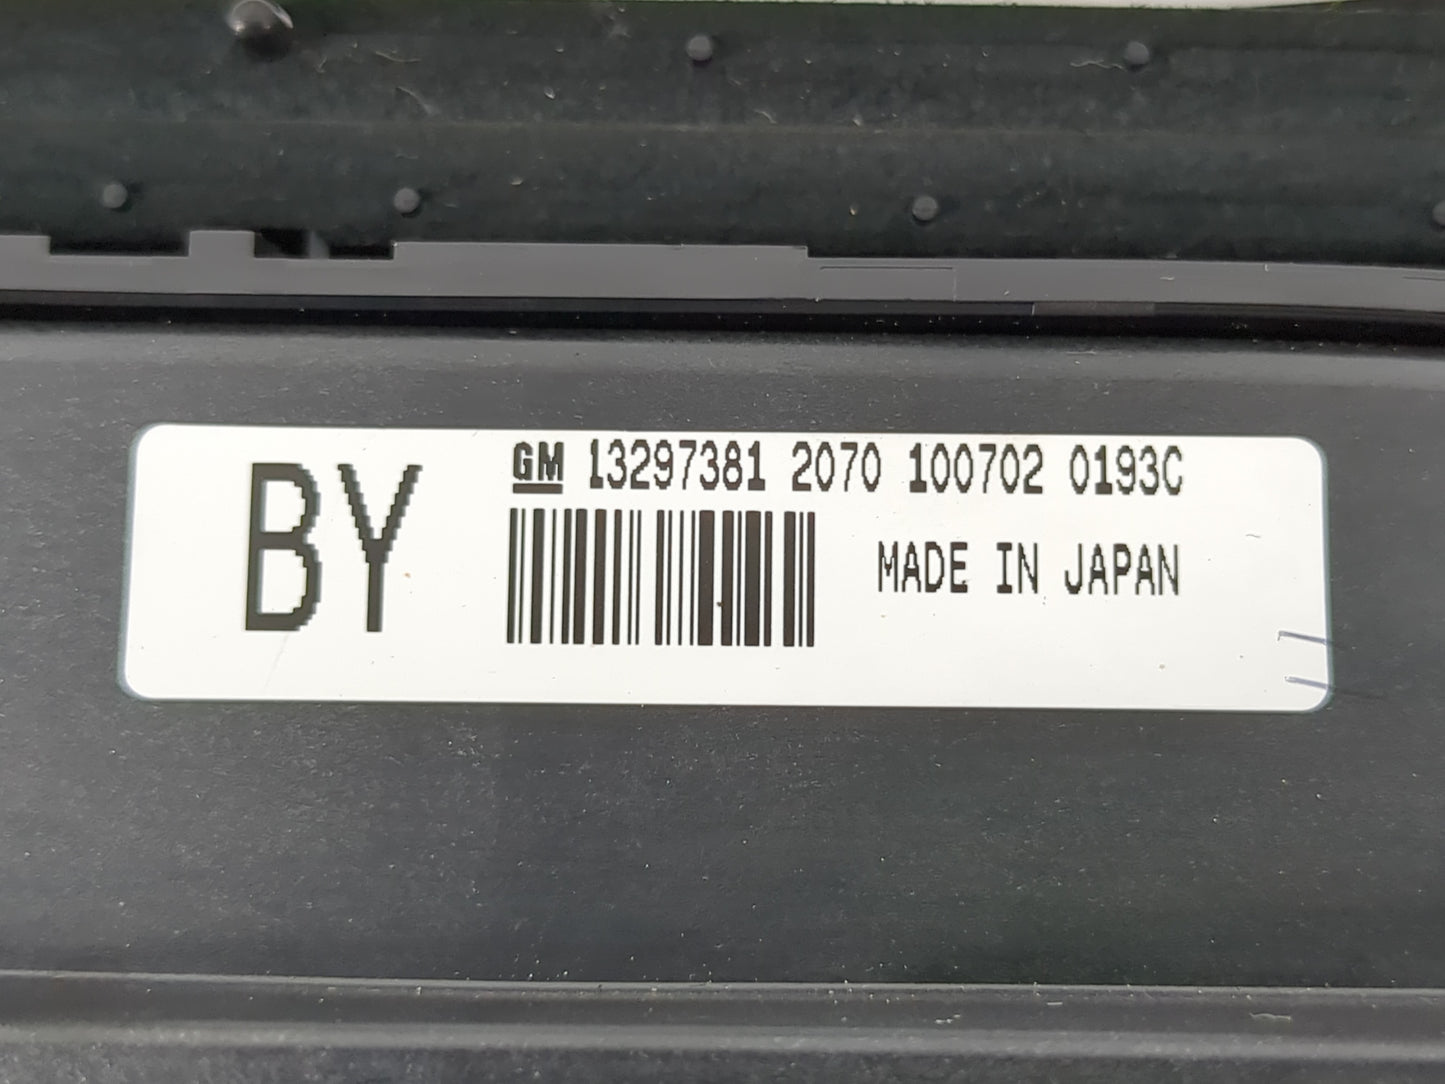 BY
GM 13297381 2070 100702 0193C
MADE IN JAPAN